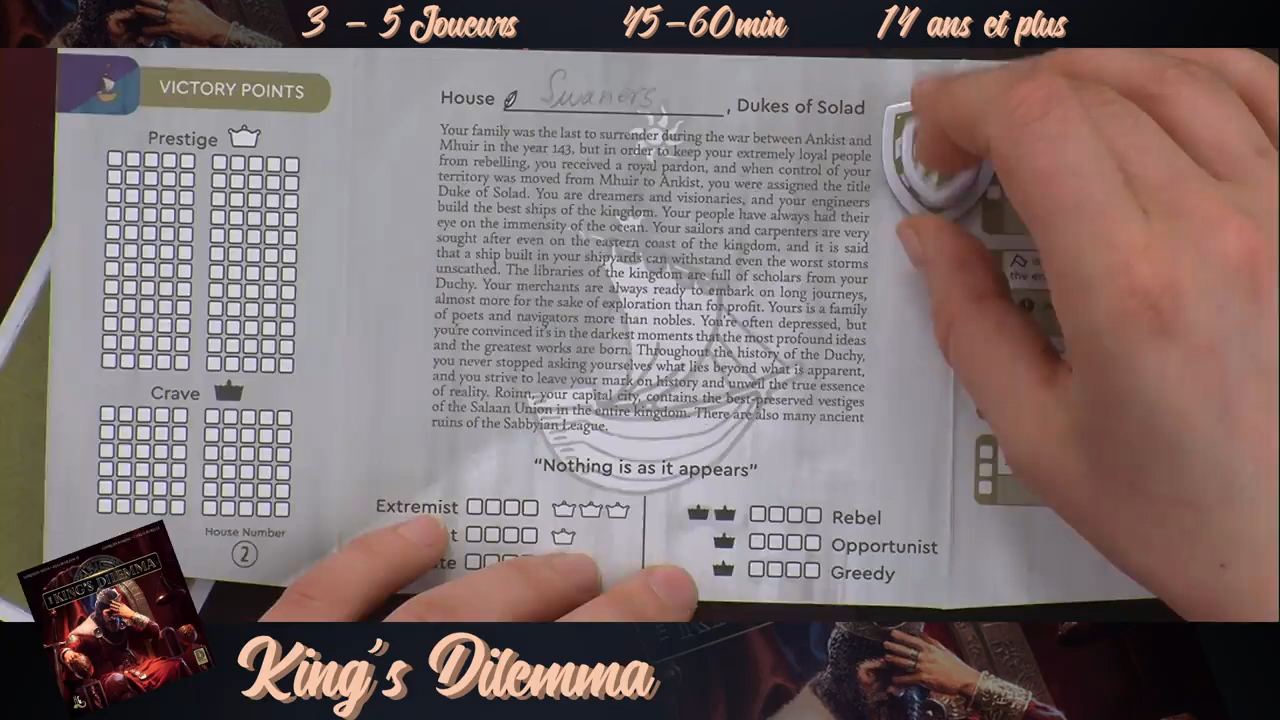 3 - 5 Joueurs 45-60min 14 ans et plus
VICTORY POINTS
Prestige
Crave
House Number
2
House Swaners, Dukes of Solad
Your family was the last to surrender during the war between Ankist and
Mhuir in the year 143, but in order to keep your extremely loyal people
from rebelling, you received a royal pardon, and when control of your
territory was moved from Mhuir to Ankist, you were assigned the title
Duke of Solad. You are dreamers and visionaries, and your engineers
build the best ships of the kingdom. Your people have always had their
eye on the immensity of the ocean. Your sailors and carpenters are very
sought after even on the eastern coast of the kingdom, and it is said
that a ship built in your shipyards can withstand even the worst storms
unscathed. The libraries of the kingdom are full of scholars from your
Duchy. Your merchants are always ready to embark on long journeys,
almost more for the sake of exploration than for profit. Yours is a family
of poets and navigators more than nobles. You're often depressed, but
you're convinced it's in the darkest moments that the most profound ideas
and the greatest works are born. Throughout the history of the Duchy,
you never stopped asking yourselves what lies beyond what is apparent,
and you strive to leave your mark on history and unveil the true essence
of reality. Roinn, your capital city, contains the best-preserved vestiges
of the Salaan Union in the entire kingdom. There are also many ancient
ruins of the Sabbyian League.
"Nothing is as it appears"
Extremist
Rebel
Opportunist
Greedy
THE KING'S DILEMMA
King's Dilemma